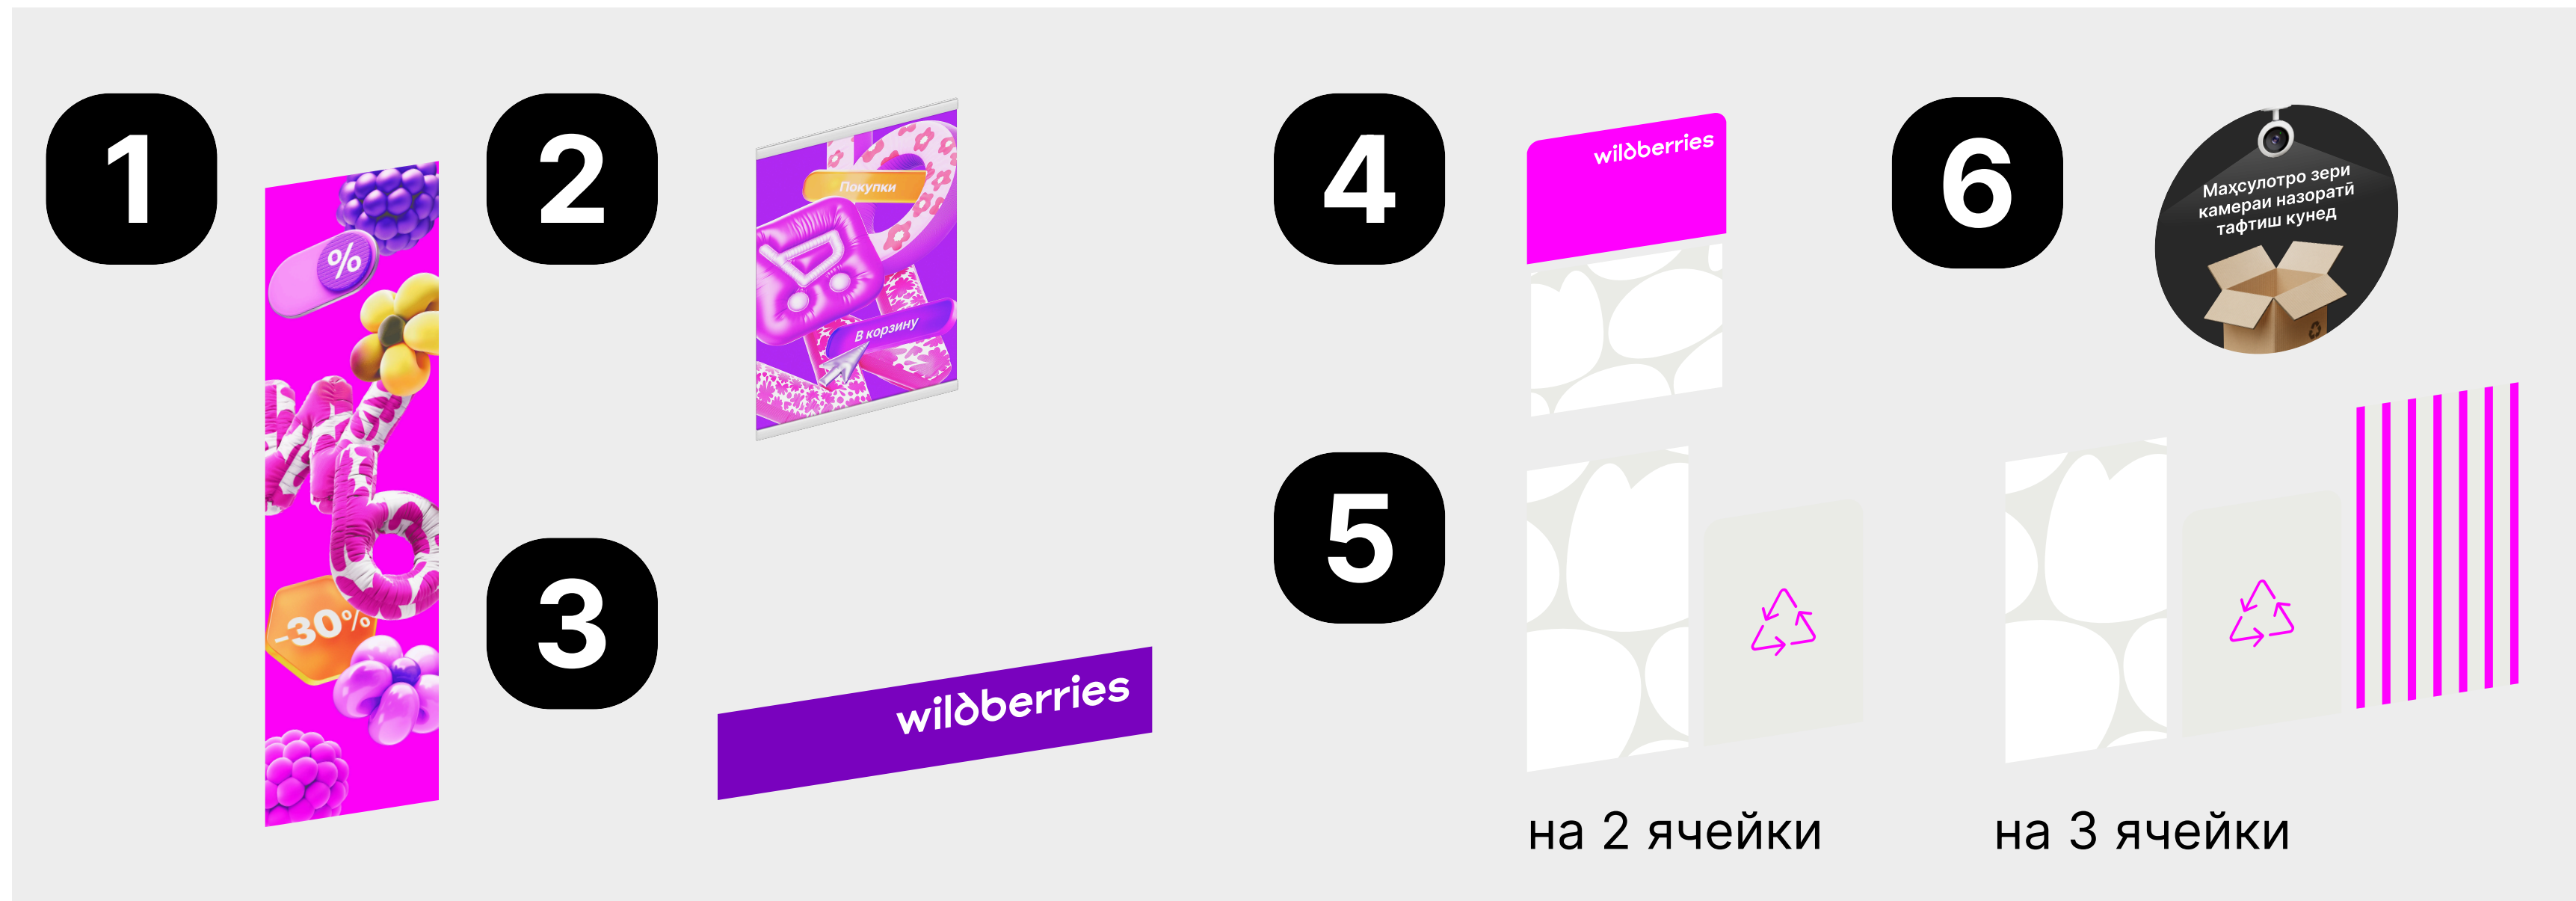 1
2
Покупки
В корзину
%
-30%
3
wildberries
4
wildberries
5
на 2 ячейки
на 3 ячейки
6
Маҳсулотро зери
камераи назоратӣ
тафтиш кунед